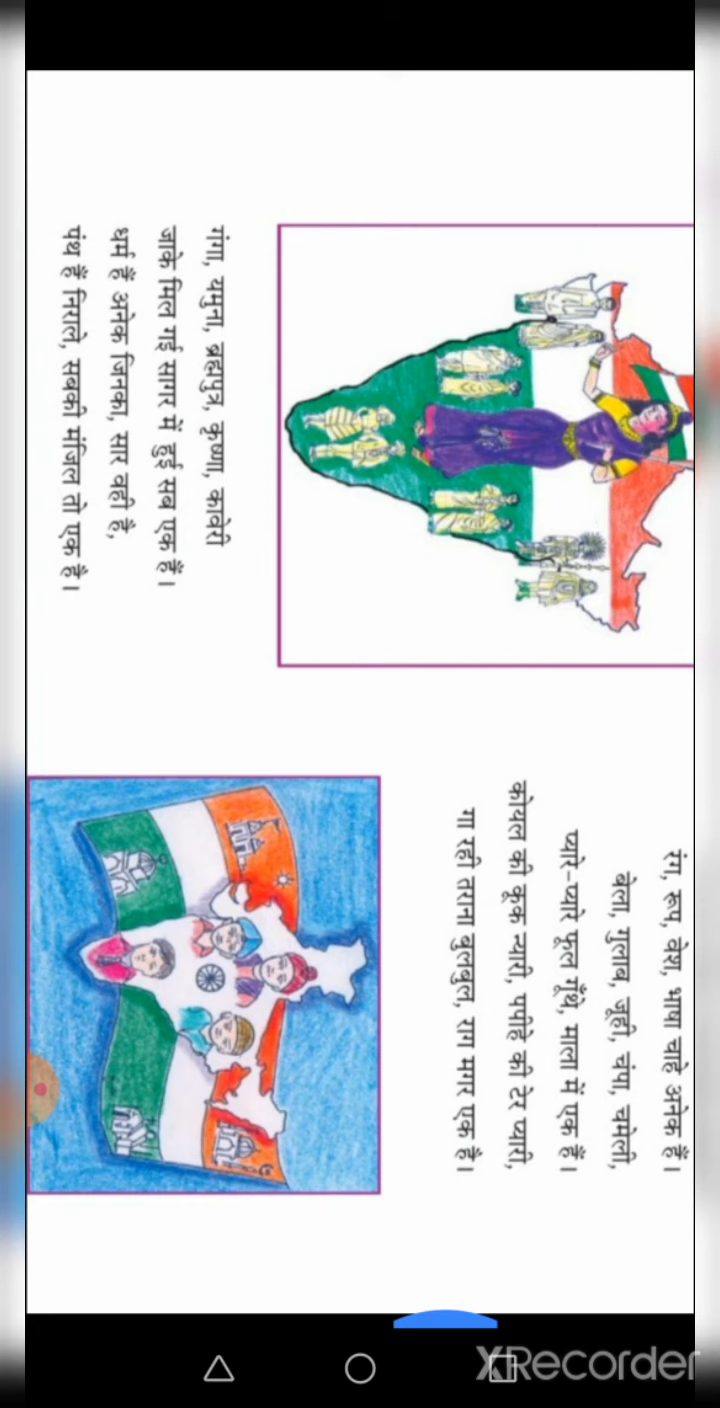 रंग, रूप, वेश, भाषा चाहे अनेक हैं।
बेला, गुलाब, जूही, चंपा, चमेली,
प्यारे-प्यारे फूल गूँथे, माला में एक हैं।
कोयल की कूक न्यारी, पपीहे की टेर प्यारी,
गा रही तराना बुलबुल, राग मगर एक है।
गंगा, यमुना, ब्रह्मपुत्र, कृष्णा, कावेरी
जाके मिल गई सागर में हुई सब एक हैं।
धर्म हैं अनेक जिनका, सार वही है,
पंथ हैं निराले, सबकी मंजिल तो एक है।
XRecorder